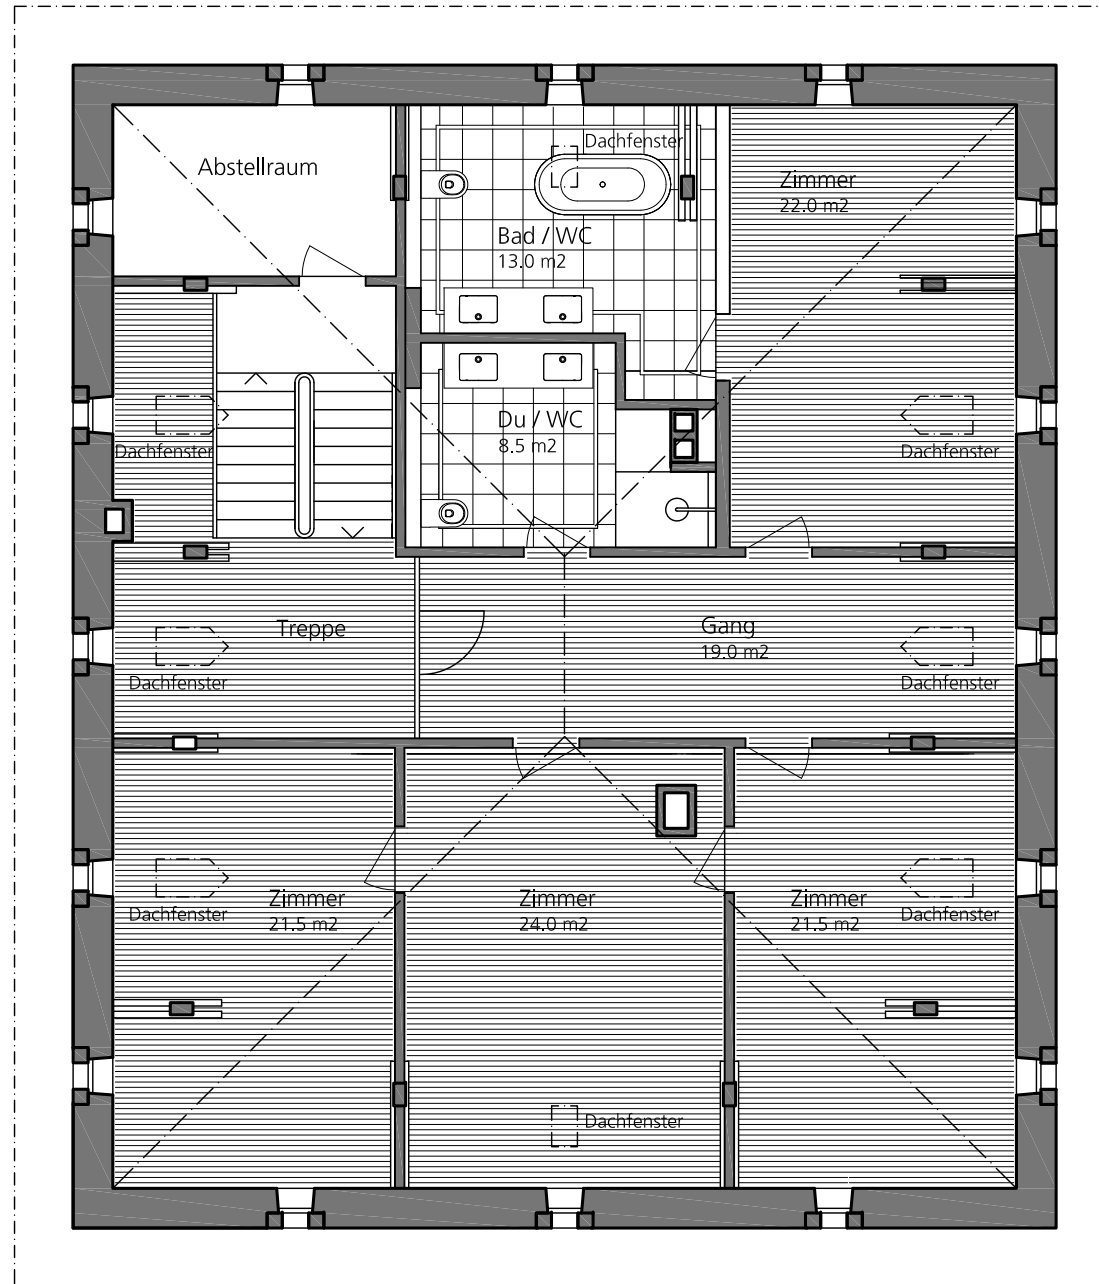 Dachfenster
Abstellraum
Zimmer
22.0 m2
Bad / WC
13.0 m2
Du / WC
8.5 m2
Dachfenster
Dachfenster
Treppe
Gang
19.0 m2
Dachfenster
Dachfenster
Zimmer
21.5 m2
Zimmer
24.0 m2
Zimmer
21.5 m2
Dachfenster
Dachfenster
Dachfenster